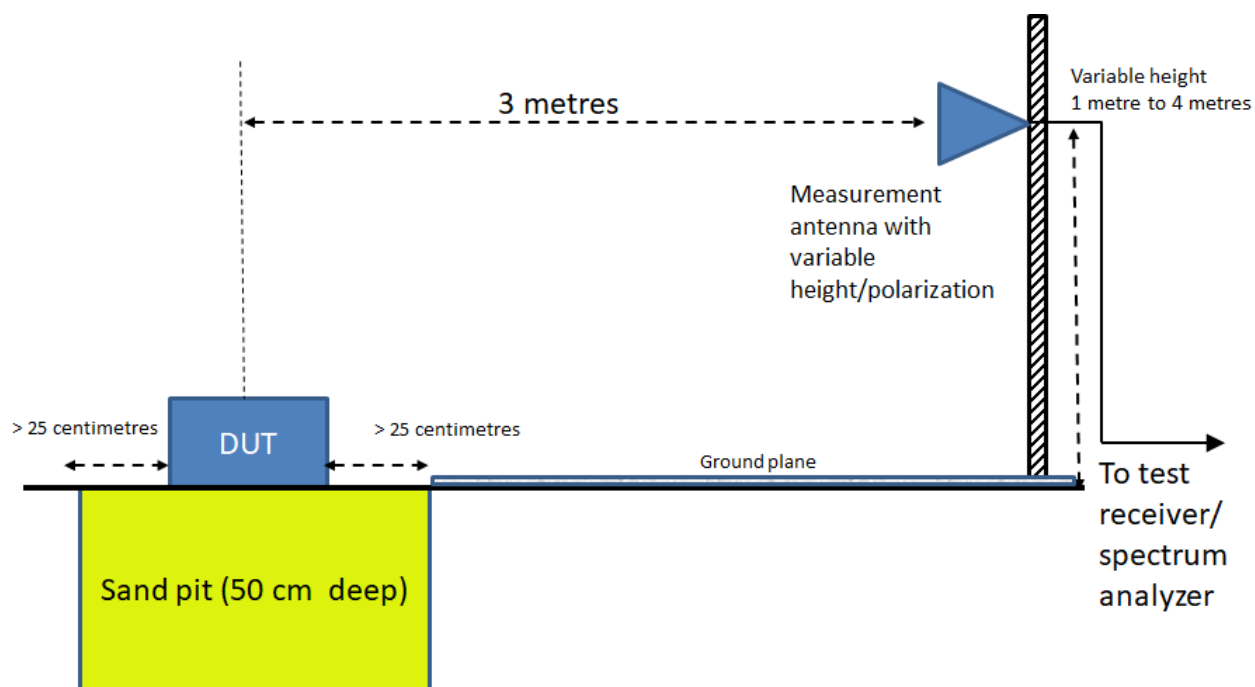 3 metres
Variable height
1 metre to 4 metres
Measurement
antenna with
variable
height/polarization
> 25 centimetres
DUT
> 25 centimetres
Ground plane
To test
receiver/
spectrum
analyzer
Sand pit (50 cm  deep)